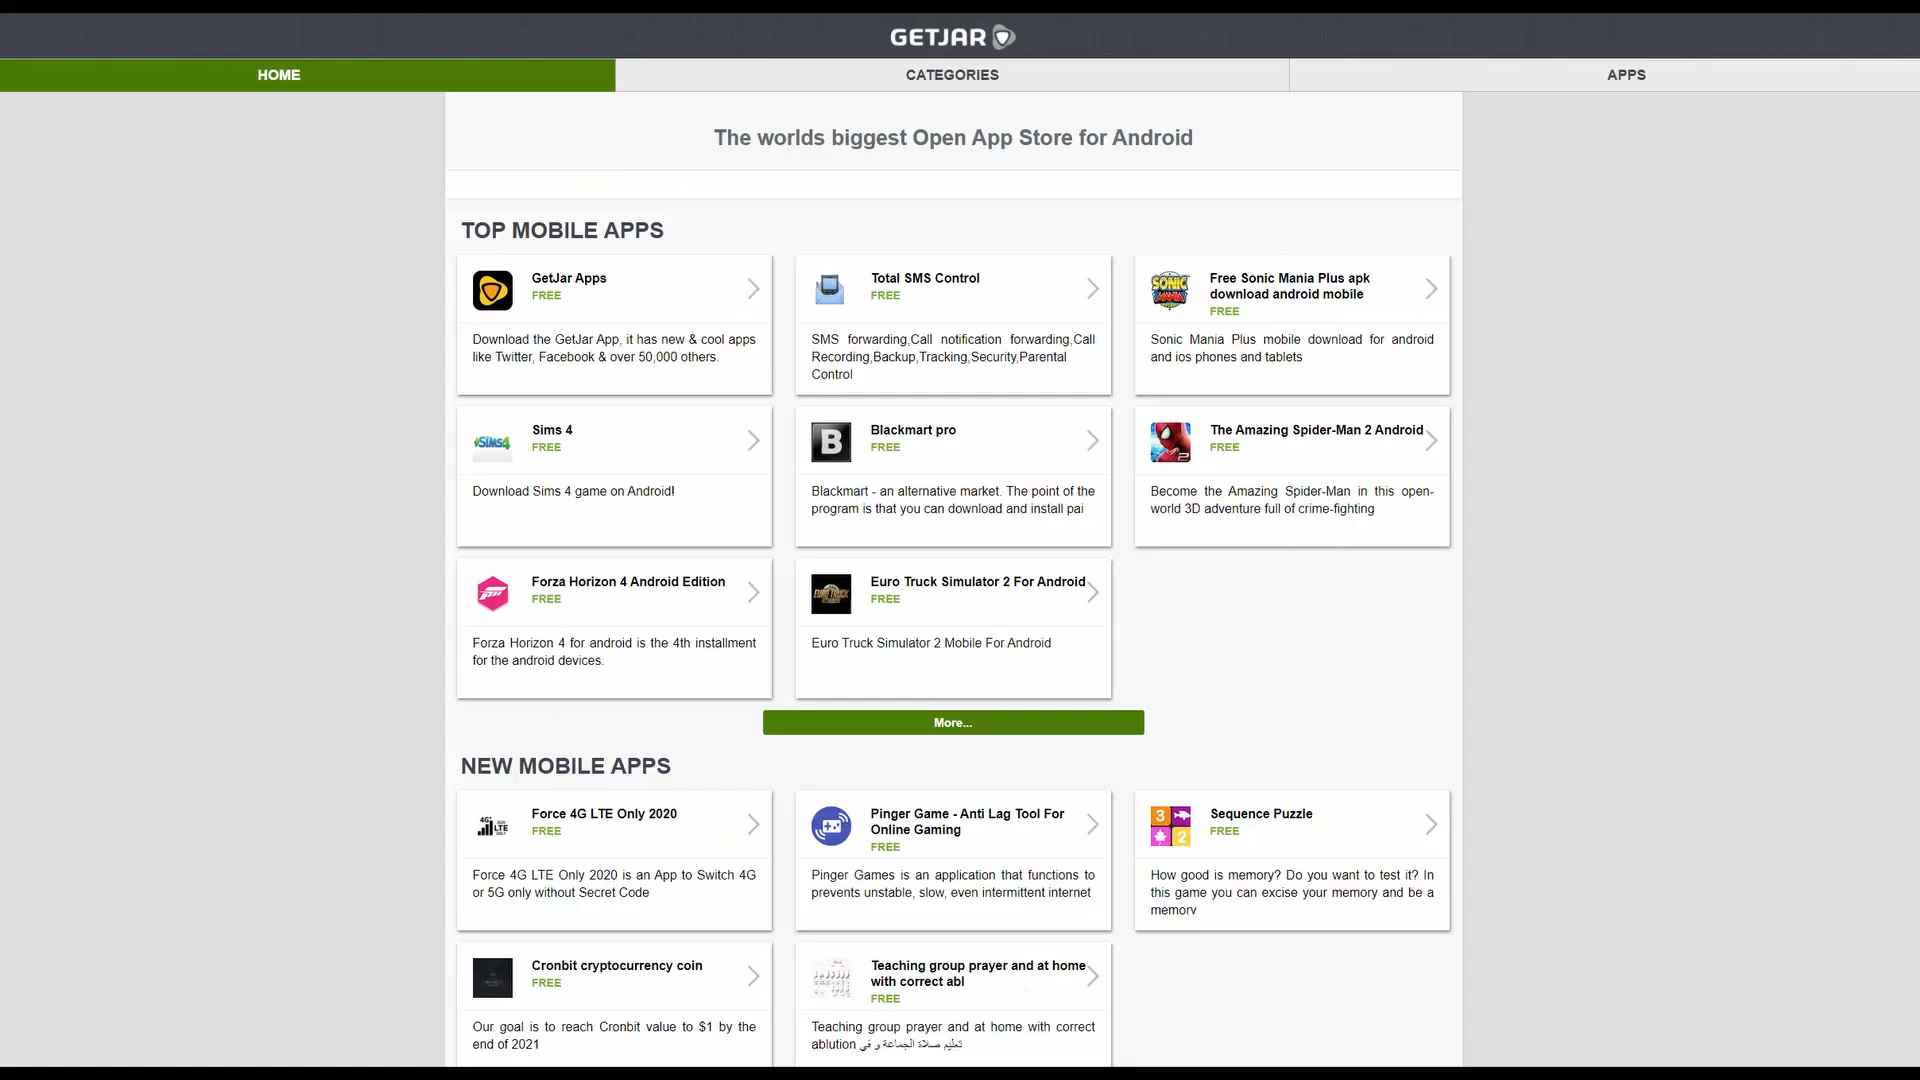 GETJAR
HOME
CATEGORIES
APPS
The worlds biggest Open App Store for Android
TOP MOBILE APPS
GetJar Apps
FREE
Download the GetJar App, it has new & cool apps
like Twitter, Facebook & over 50,000 others.
Total SMS Control
FREE
SMS forwarding,Call notification forwarding,Call
Recording,Backup,Tracking,Security,Parental
Control
SONIC
MANIA
Free Sonic Mania Plus apk
download android mobile
FREE
Sonic Mania Plus mobile download for android
and ios phones and tablets
SIMS4
Sims 4
FREE
Download Sims 4 game on Android!
B
Blackmart pro
FREE
Blackmart - an alternative market. The point of the
program is that you can download and install pai
2
The Amazing Spider-Man 2 Android
FREE
Become the Amazing Spider-Man in this open-
world 3D adventure full of crime-fighting
Forza Horizon 4 Android Edition
FREE
Forza Horizon 4 for android is the 4th installment
for the android devices.
EURO TRUCK
Euro Truck Simulator 2 For Android
FREE
Euro Truck Simulator 2 Mobile For Android
More...
NEW MOBILE APPS
4G+
2020
LTE
ONLY
Force 4G LTE Only 2020
FREE
Force 4G LTE Only 2020 is an App to Switch 4G
or 5G only without Secret Code
Pinger Game - Anti Lag Tool For
Online Gaming
FREE
Pinger Games is an application that functions to
prevents unstable, slow, even intermittent internet
3
2
Sequence Puzzle
FREE
How good is memory? Do you want to test it? In
this game you can excise your memory and be a
memory
Cronbit cryptocurrency coin
FREE
Our goal is to reach Cronbit value to $1 by the
end of 2021
Teaching group prayer and at home
with correct abl
FREE
Teaching group prayer and at home with correct
ablution تعليم صلاة الجماعة و في